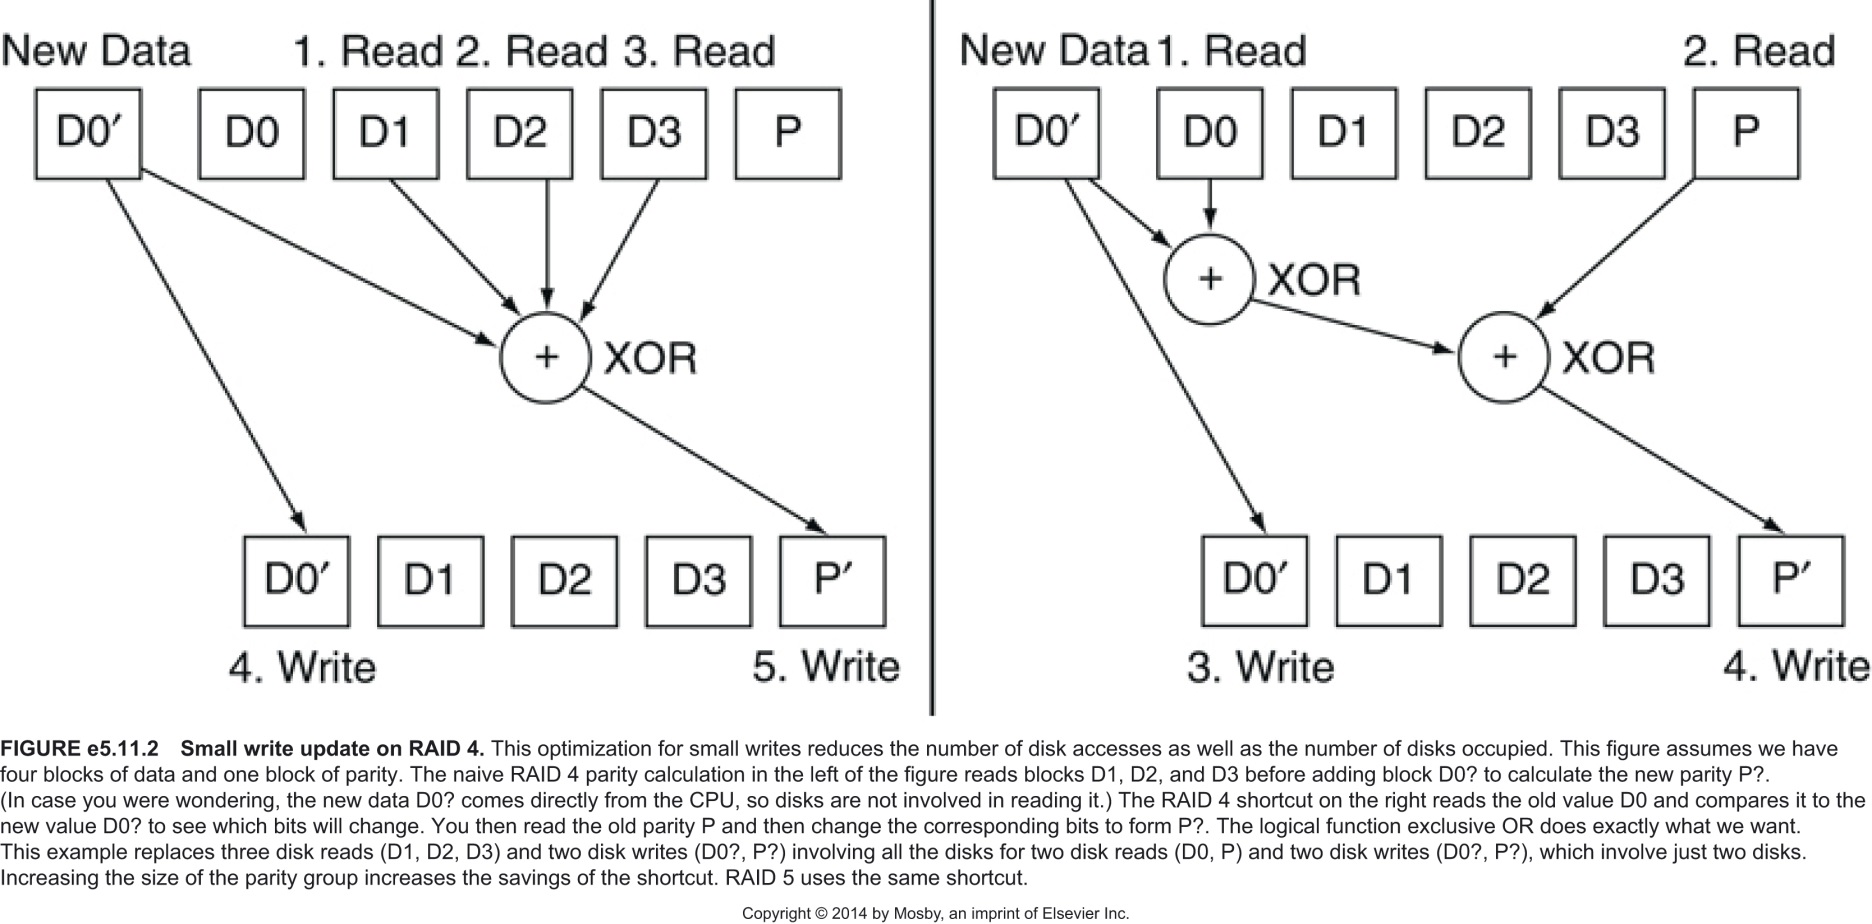 New Data 1. Read 2. Read 3. Read
D0′ D0 D1 D2 D3 P
+ XOR
D0′ D1 D2 D3 P′
4. Write 5. Write
New Data 1. Read 2. Read
D0′ D0 D1 D2 D3 P
+ XOR
+ XOR
D0′ D1 D2 D3 P′
3. Write 4. Write
FIGURE e5.11.2 Small write update on RAID 4. This optimization for small writes reduces the number of disk accesses as well as the number of disks occupied. This figure assumes we have
four blocks of data and one block of parity. The naive RAID 4 parity calculation in the left of the figure reads blocks D1, D2, and D3 before adding block D0? to calculate the new parity P?.
(In case you were wondering, the new data D0? comes directly from the CPU, so disks are not involved in reading it.) The RAID 4 shortcut on the right reads the old value D0 and compares it to the
new value D0? to see which bits will change. You then read the old parity P and then change the corresponding bits to form P?. The logical function exclusive OR does exactly what we want.
This example replaces three disk reads (D1, D2, D3) and two disk writes (D0?, P?) involving all the disks for two disk reads (D0, P) and two disk writes (D0?, P?), which involve just two disks.
Increasing the size of the parity group increases the savings of the shortcut. RAID 5 uses the same shortcut.
Copyright © 2014 by Mosby, an imprint of Elsevier Inc.